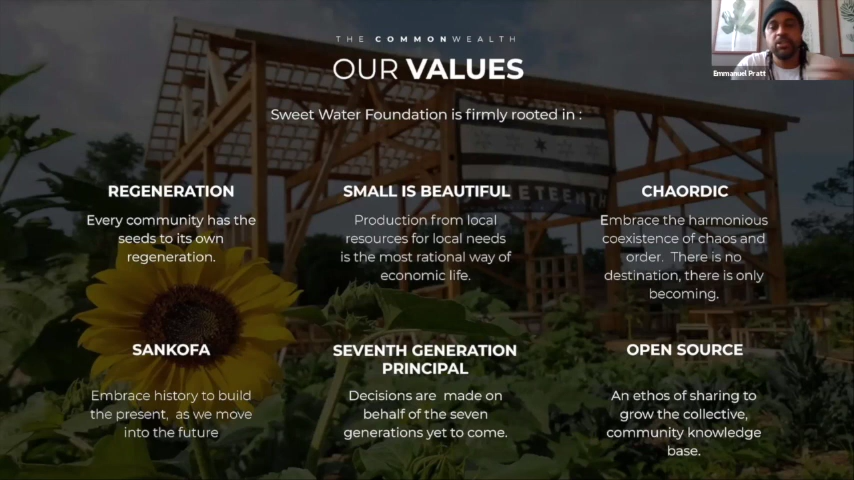 THE COMMONWEALTH
OUR VALUES
Sweet Water Foundation is firmly rooted in :
REGENERATION
Every community has the
seeds to its own
regeneration.
SMALL IS BEAUTIFUL
Production from local
resources for local needs
is the most rational way of
economic life.
CHAORDIC
Embrace the harmonious
coexistence of chaos and
order. There is no
destination, there is only
becoming.
SANKOFA
Embrace history to build
the present, as we move
into the future
SEVENTH GENERATION
PRINCIPAL
Decisions are made on
behalf of the seven
generations yet to come.
OPEN SOURCE
An ethos of sharing to
grow the collective,
community knowledge
base.
JUNETEENTH
Emmanuel Pratt